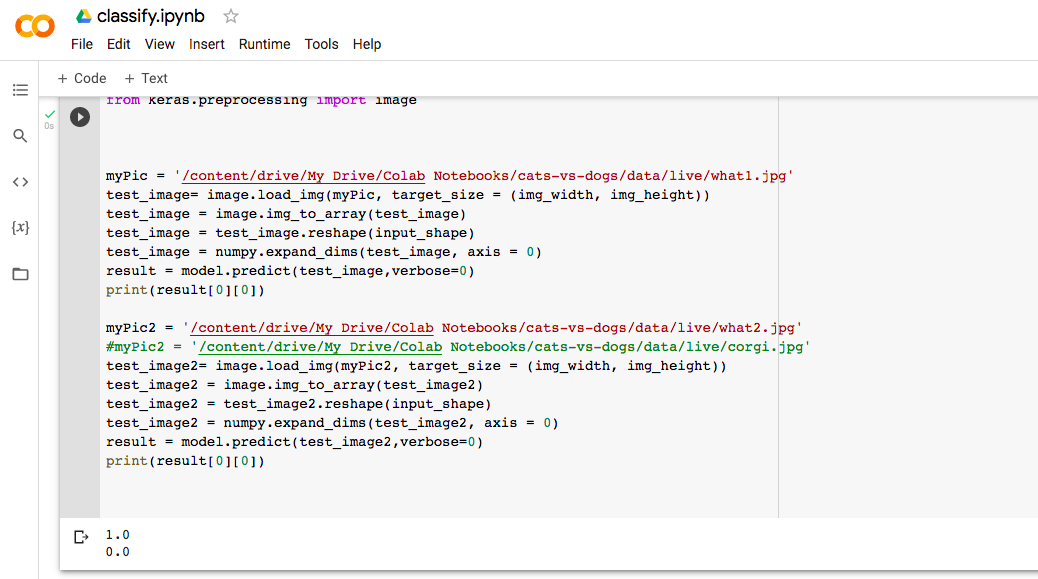 classify.ipynb
File Edit View Insert Runtime Tools Help
+ Code + Text
0s
from keras.preprocessing import image
myPic = '/content/drive/My Drive/Colab Notebooks/cats-vs-dogs/data/live/what1.jpg'
test_image= image.load_img(myPic, target_size = (img_width, img_height))
test_image = image.img_to_array(test_image)
test_image = test_image.reshape(input_shape)
test_image = numpy.expand_dims(test_image, axis = 0)
result = model.predict(test_image,verbose=0)
print(result[0][0])
myPic2 = '/content/drive/My Drive/Colab Notebooks/cats-vs-dogs/data/live/what2.jpg'
#myPic2 = '/content/drive/My Drive/Colab Notebooks/cats-vs-dogs/data/live/corgi.jpg'
test_image2= image.load_img(myPic2, target_size = (img_width, img_height))
test_image2 = image.img_to_array(test_image2)
test_image2 = test_image2.reshape(input_shape)
test_image2 = numpy.expand_dims(test_image2, axis = 0)
result = model.predict(test_image2,verbose=0)
print(result[0][0])
1.0
0.0
{x}